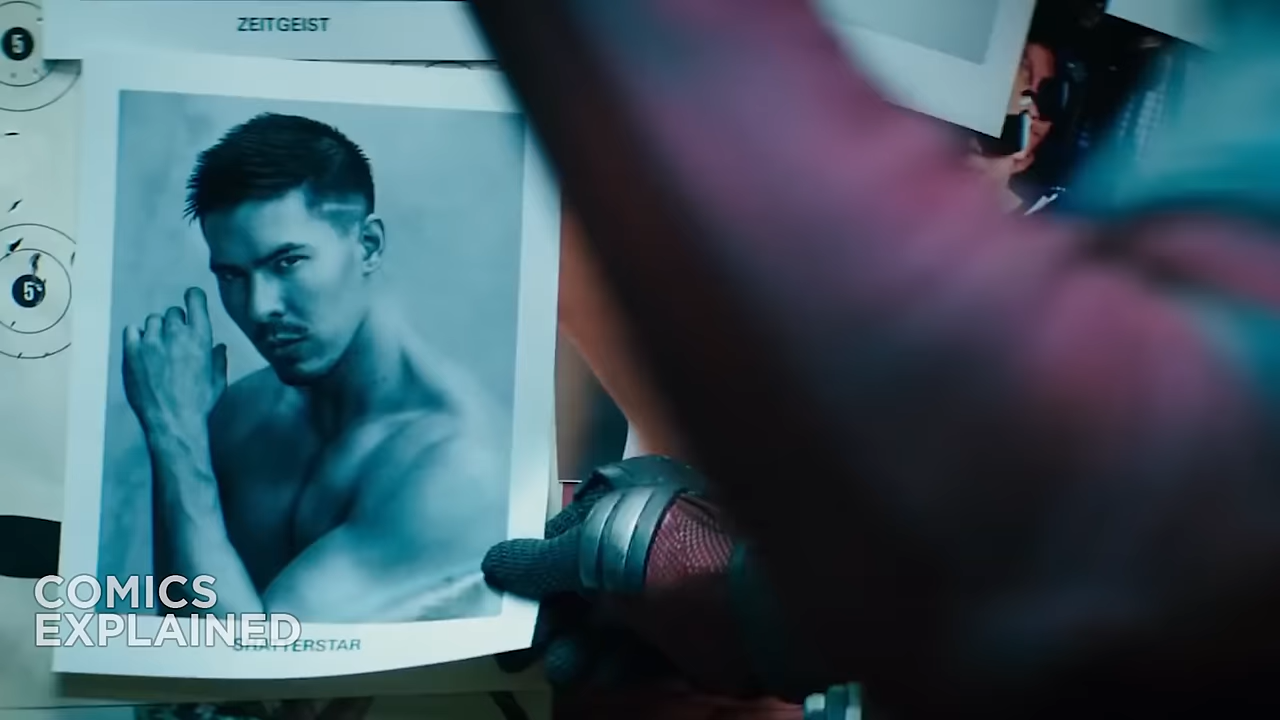 ZEITGEIST
5
5
COMICS
EXPLAINED
SHATTERSTAR